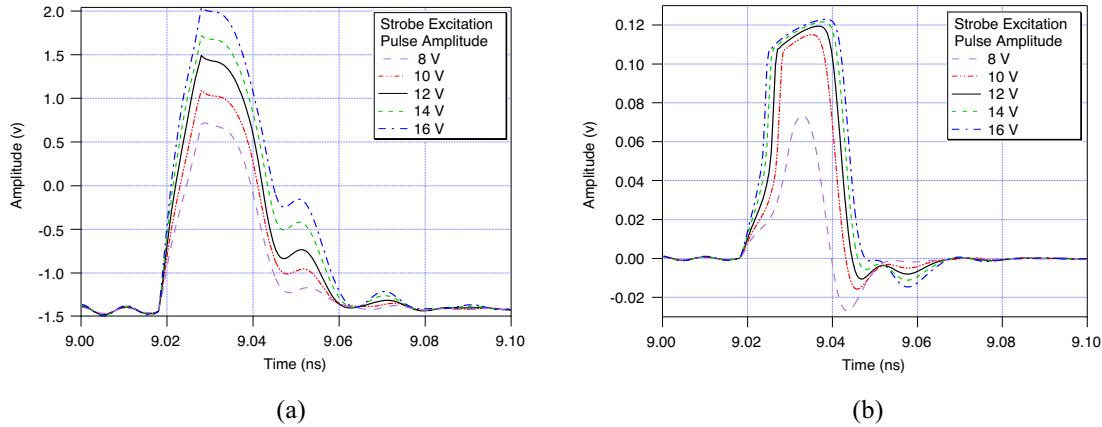 2.0
1.5
1.0
0.5
0.0
-0.5
-1.0
-1.5
Amplitude (v)
9.00
9.02
9.04
9.06
9.08
9.10
Time (ns)
Strobe Excitation
Pulse Amplitude
8 V
10 V
12 V
14 V
16 V
(a)
0.12
0.10
0.08
0.06
0.04
0.02
0.00
-0.02
Amplitude (v)
9.00
9.02
9.04
9.06
9.08
9.10
Time (ns)
Strobe Excitation
Pulse Amplitude
8 V
10 V
12 V
14 V
16 V
(b)